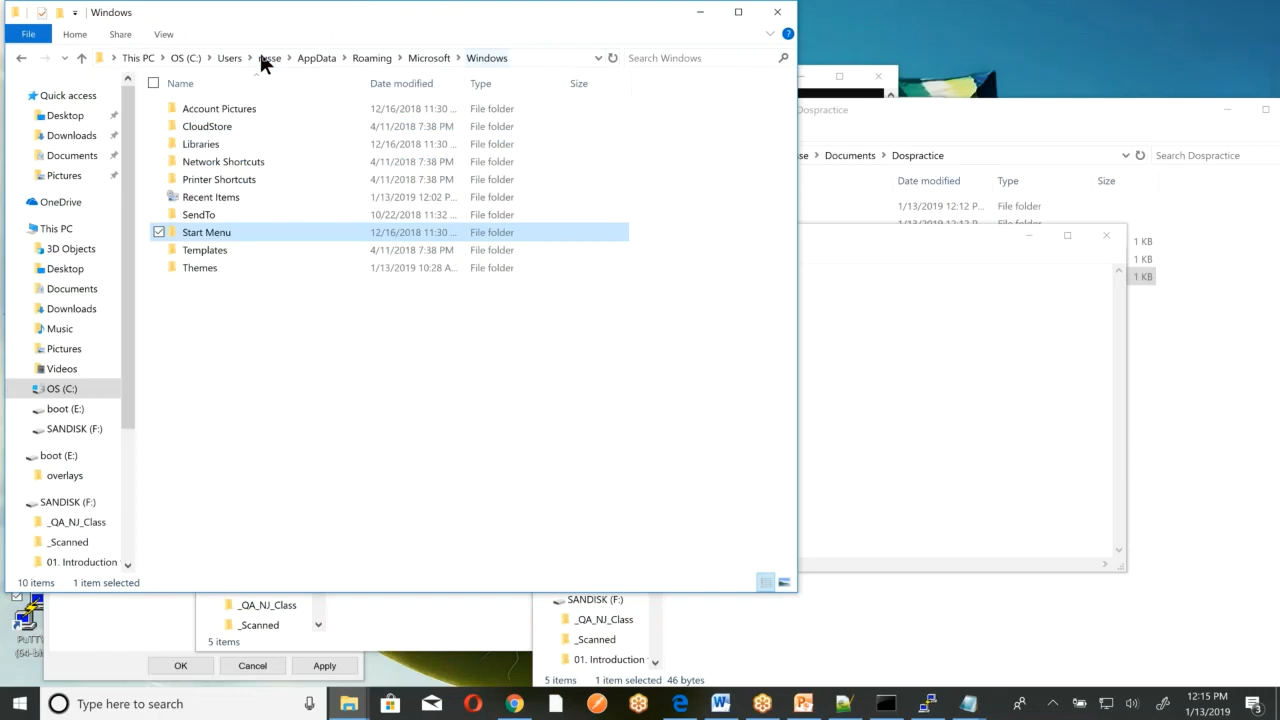 Windows
File Home Share View
This PC OS (C:) Users AppData Roaming Microsoft Windows Search Windows
Name Date modified Type Size
Account Pictures 12/16/2018 11:30 ... File folder
CloudStore 4/11/2018 7:38 PM File folder
Libraries 12/16/2018 11:30 ... File folder
Network Shortcuts 4/11/2018 7:38 PM File folder
Printer Shortcuts 4/11/2018 7:38 PM File folder
Recent Items 1/13/2019 12:02 P... File folder
SendTo 10/22/2018 11:32 ... File folder
Start Menu 12/16/2018 11:30 ... File folder
Templates 4/11/2018 7:38 PM File folder
Themes 1/13/2019 10:28 A... File folder
Quick access
Desktop
Downloads
Documents
Pictures
OneDrive
This PC
3D Objects
Desktop
Documents
Downloads
Music
Pictures
Videos
OS (C:)
boot (E:)
SANDISK (F:)
boot (E:)
overlays
SANDISK (F:)
_QA_NJ_Class
_Scanned
01. Introduction
10 items 1 item selected
Dospractice
Documents Dospractice Search Dospractice
Date modified Type Size
1/13/2019 12:12 P... File folder
1 KB
1 KB
1 KB
_QA_NJ_Class
_Scanned
5 items
OK Cancel Apply
SANDISK (F:)
_QA_NJ_Class
_Scanned
01. Introduction
5 items 1 item selected 46 bytes
PuTTY
(64-bi
Type here to search
12:15 PM
1/13/2019
3